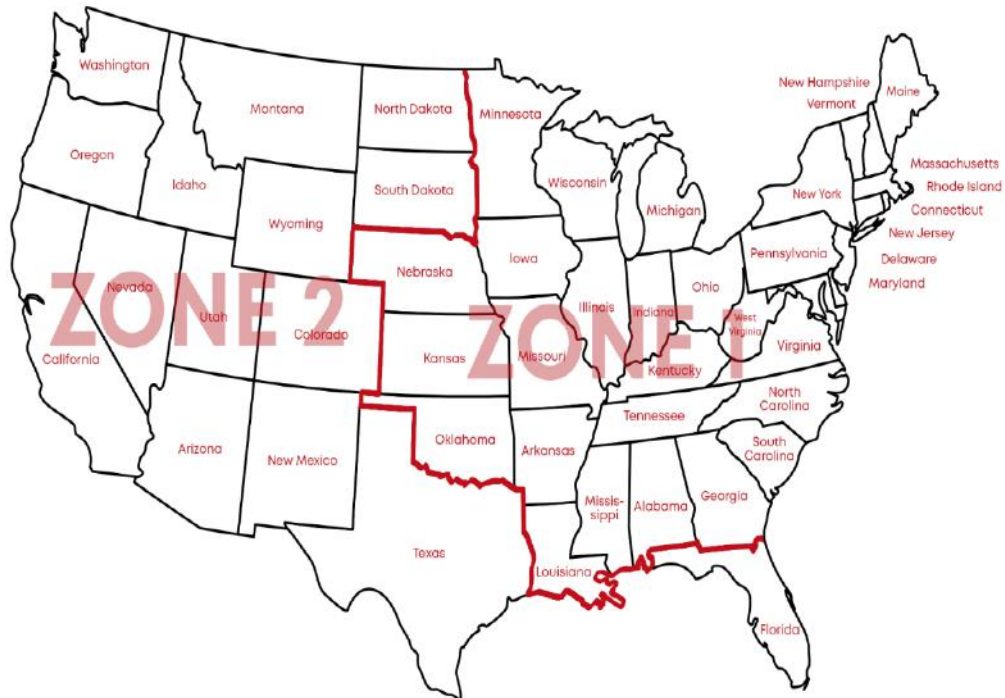 Washington
Montana
North Dakota
Minnesota
New Hampshire
Vermont
Maine
Oregon
Idaho
South Dakota
Wyoming
Wisconsin
Michigan
New York
Massachusetts
Rhode Island
Connecticut
New Jersey
Delaware
Maryland
Nebraska
Iowa
Pennsylvania
ZONE 2
Nevada
Utah
Colorado
California
Kansas
ZONE 1
Illinois
Indiana
Ohio
West
Virginia
Virginia
Missouri
Kentucky
North
Carolina
Tennessee
South
Carolina
Arizona
New Mexico
Oklahoma
Arkansas
Missis-
sippi
Alabama
Georgia
Texas
Louisiana
Florida